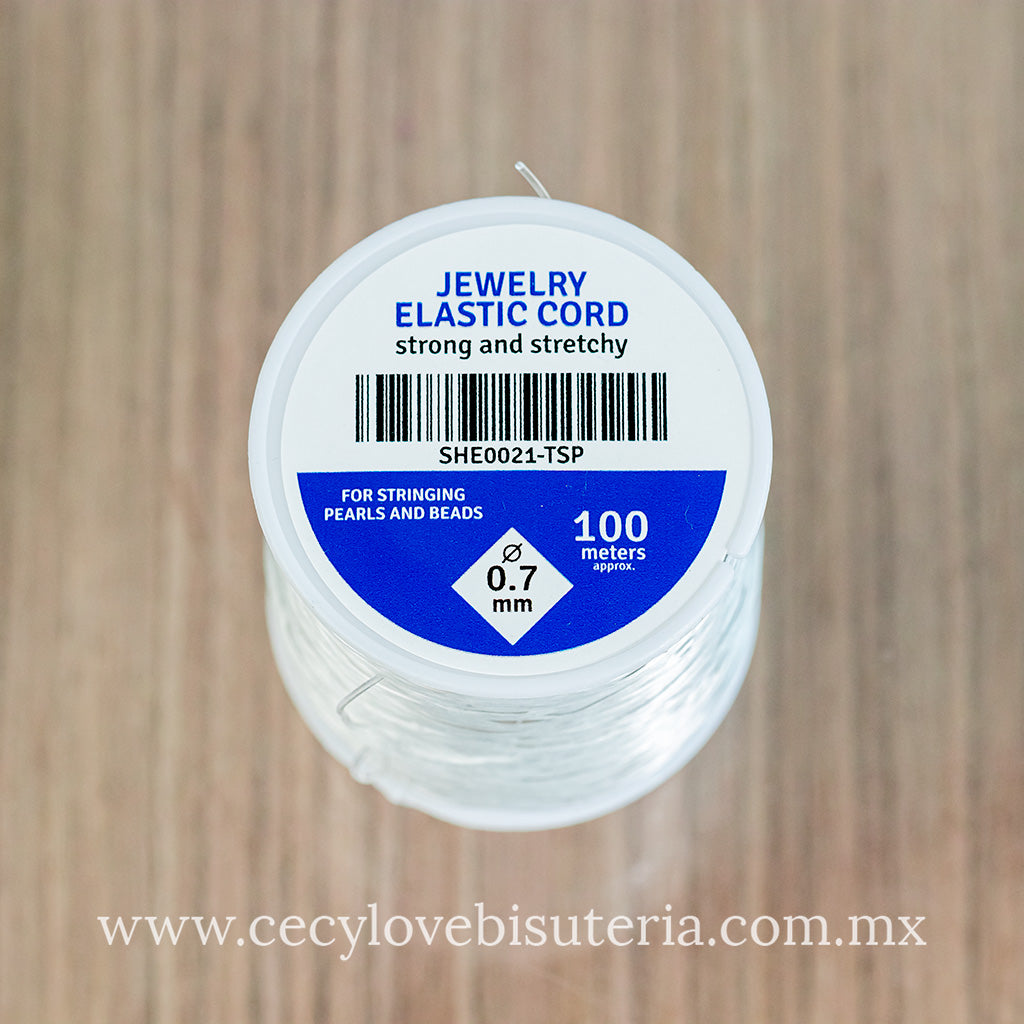 JEWELRY
ELASTIC CORD
strong and stretchy
SHE0021-TSP
FOR STRINGING
PEARLS AND BEADS
100
meters
approx.
Ø
0.7
mm
www.cecylovebisuteria.com.mx